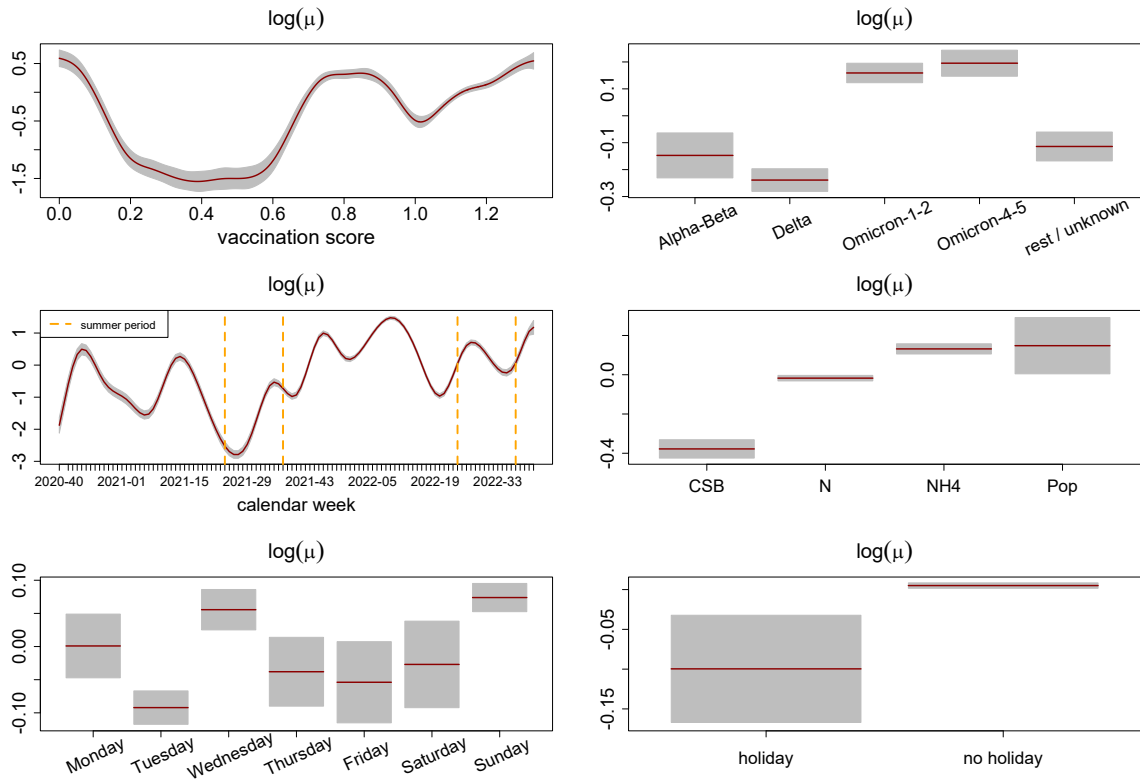 log(μ)
0.5
-0.5
-1.5
0.0 0.2 0.4 0.6 0.8 1.0 1.2
vaccination score
log(μ)
0.1
-0.1
-0.3
Alpha-Beta Delta Omicron-1-2 Omicron-4-5 rest / unknown
log(μ)
summer period
1
0
-1
-2
-3
2020-40 2021-01 2021-15 2021-29 2021-43 2022-05 2022-19 2022-33
calendar week
log(μ)
0.0
-0.4
CSB N NH4 Pop
log(μ)
0.10
0.00
-0.10
Monday Tuesday Wednesday Thursday Friday Saturday Sunday
log(μ)
-0.05
-0.15
holiday no holiday